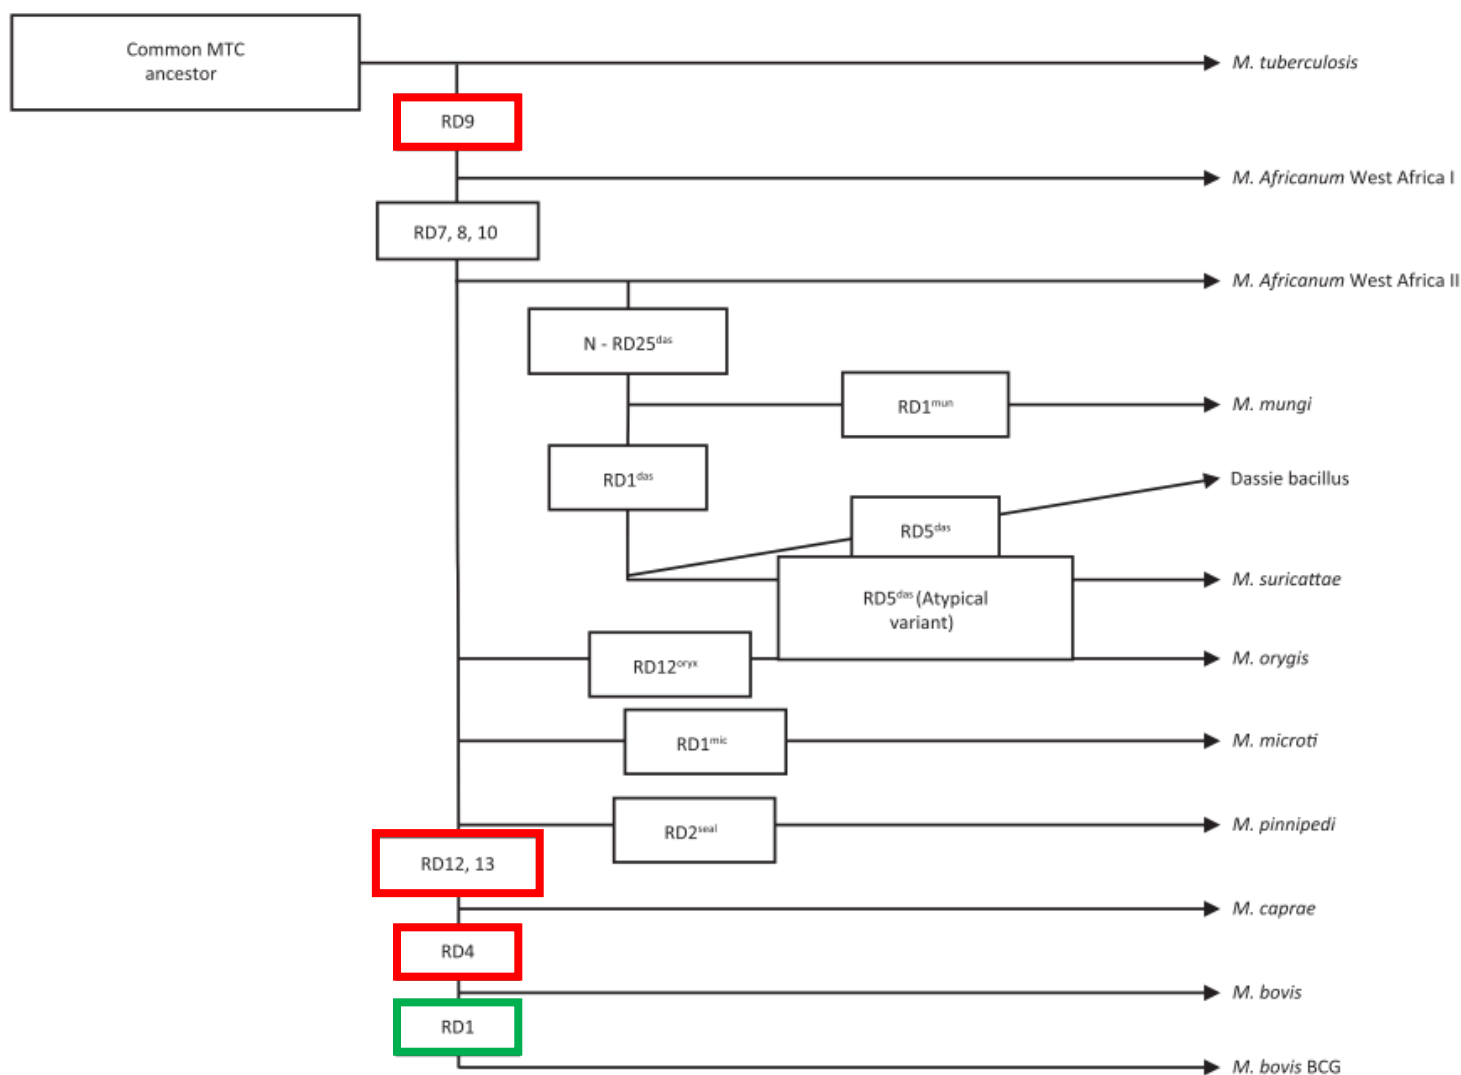 Common MTC
ancestor
M. tuberculosis
RD9
M. Africanum West Africa I
RD7, 8, 10
M. Africanum West Africa II
N - RD25das
RD1mun
M. mungi
RD1das
Dassie bacillus
RD5das
M. suricattae
RD5das (Atypical
variant)
RD12oryx
M. orygis
RD1mic
M. microti
RD2seal
M. pinnipedi
RD12, 13
M. caprae
RD4
M. bovis
RD1
M. bovis BCG